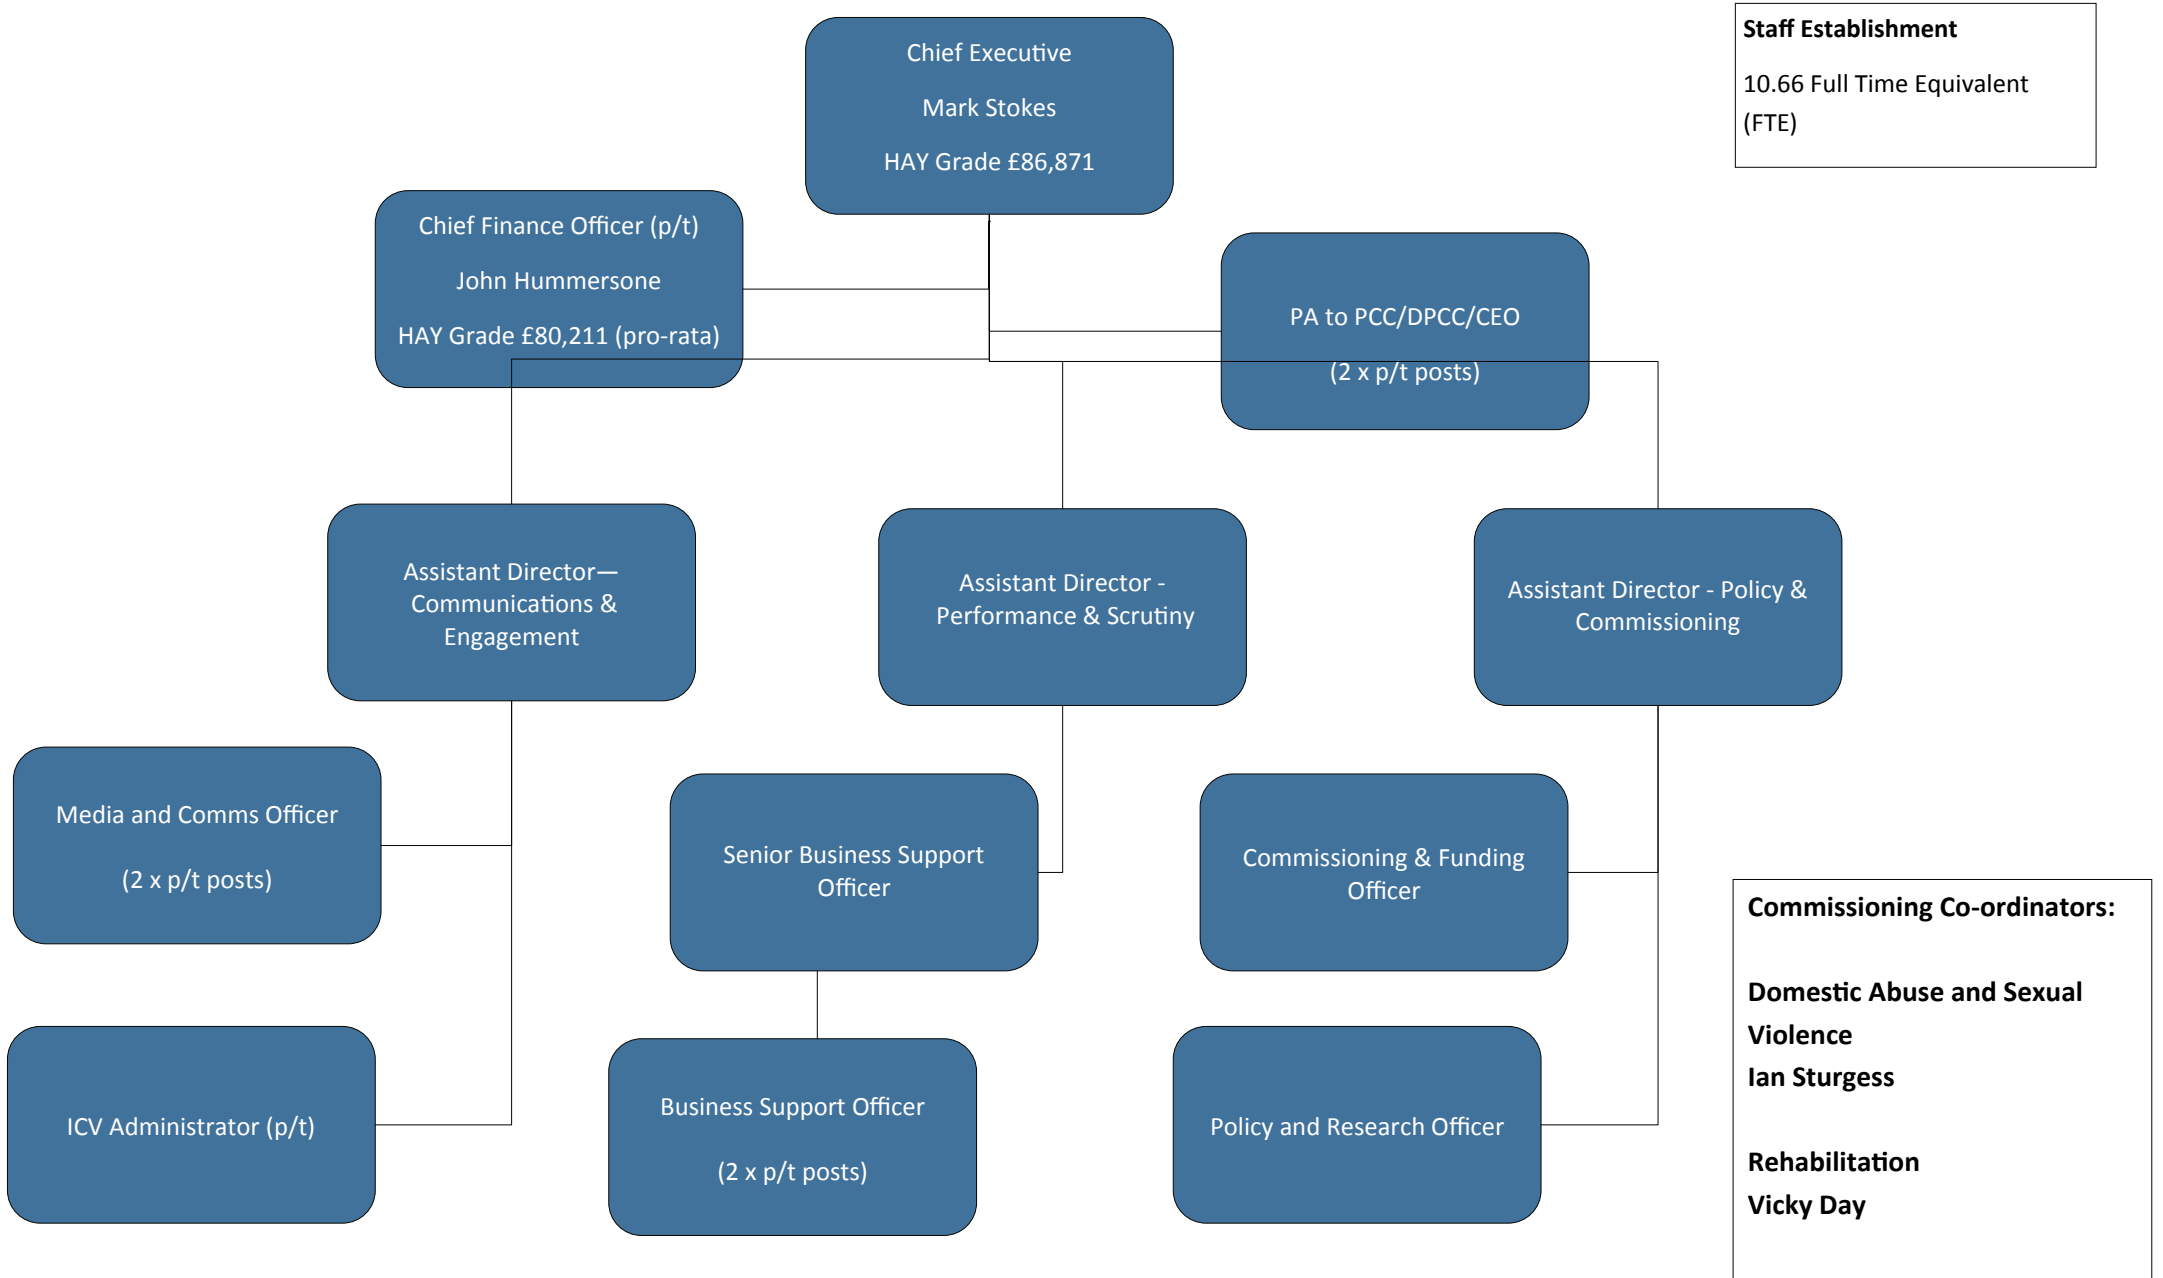 Chief Executive
Mark Stokes
HAY Grade £86,871
Staff Establishment
10.66 Full Time Equivalent
(FTE)
Chief Finance Officer (p/t)
John Hummersone
HAY Grade £80,211 (pro-rata)
PA to PCC/DPCC/CEO
(2 x p/t posts)
Assistant Director—
Communications &
Engagement
Assistant Director -
Performance & Scrutiny
Assistant Director - Policy &
Commissioning
Media and Comms Officer
(2 x p/t posts)
Senior Business Support
Officer
Commissioning & Funding
Officer
ICV Administrator (p/t)
Business Support Officer
(2 x p/t posts)
Policy and Research Officer
Commissioning Co-ordinators:
Domestic Abuse and Sexual
Violence
Ian Sturgess
Rehabilitation
Vicky Day